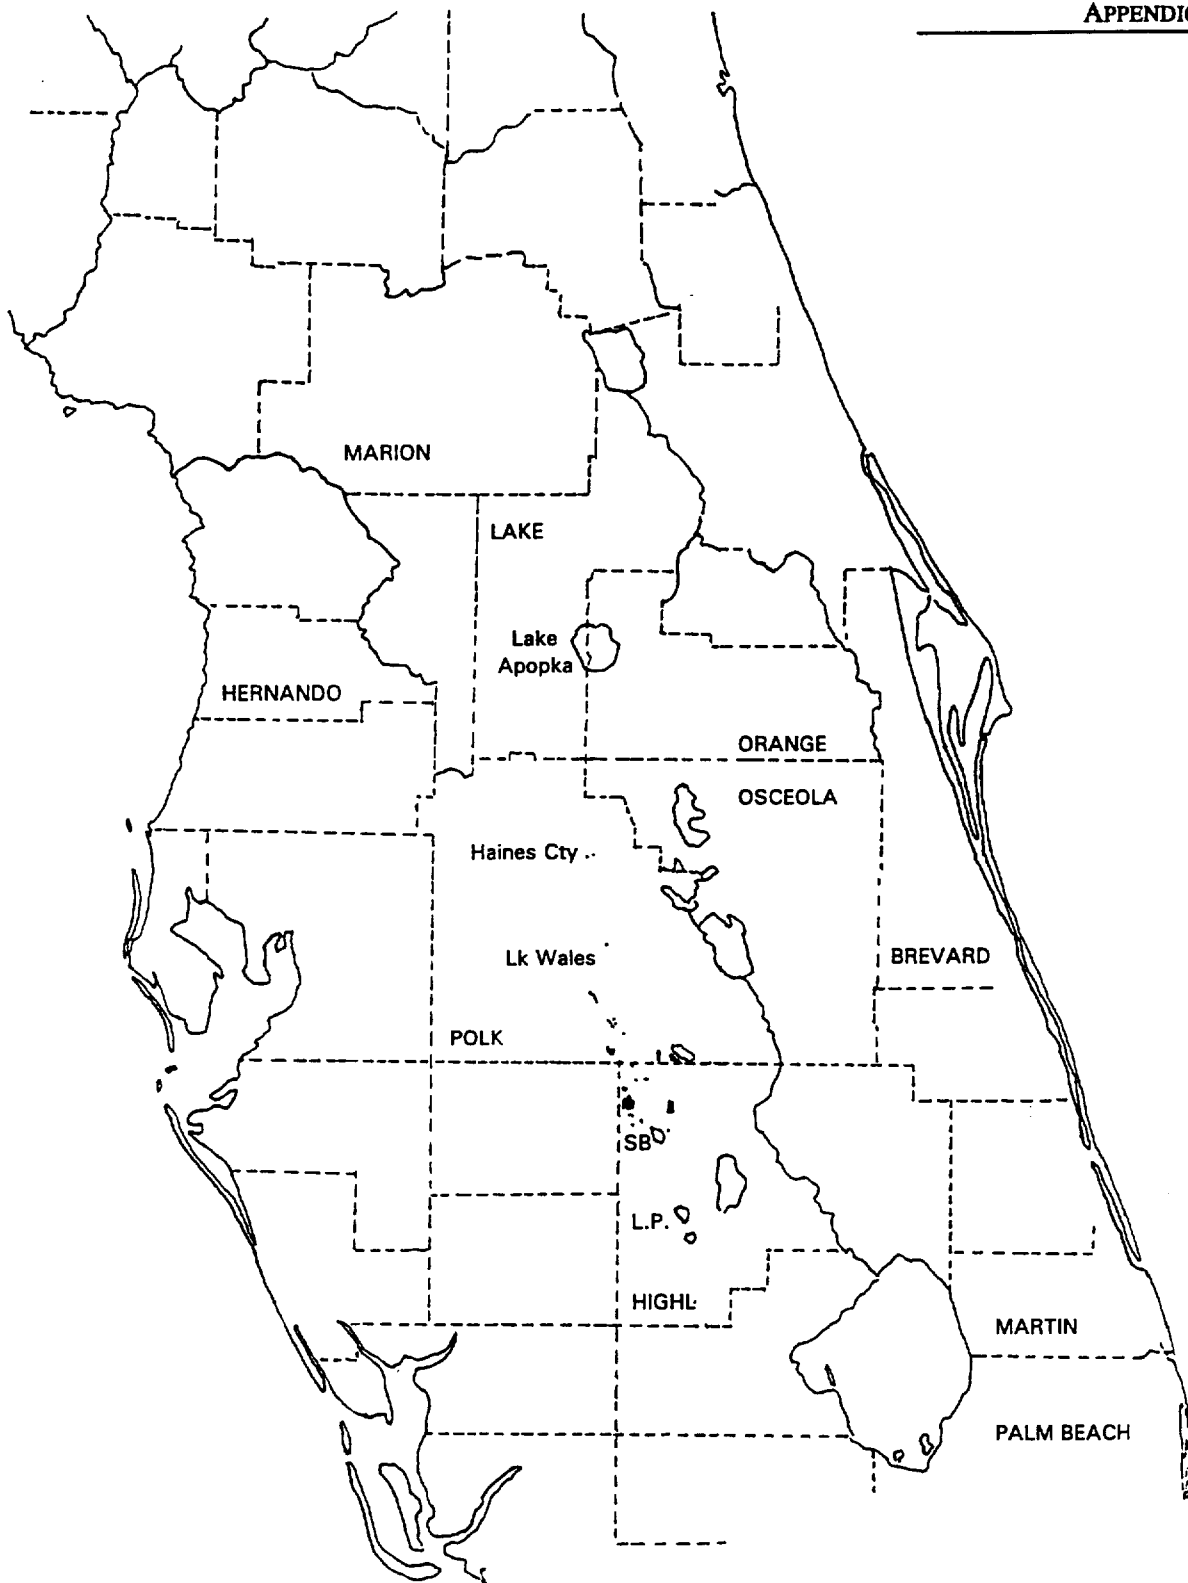 APPENDI
MARION
LAKE
Lake
Apopka
HERNANDO
ORANGE
OSCEOLA
Haines Cty
Lk Wales
BREVARD
POLK
SB
L.P.
HIGHL
MARTIN
PALM BEACH